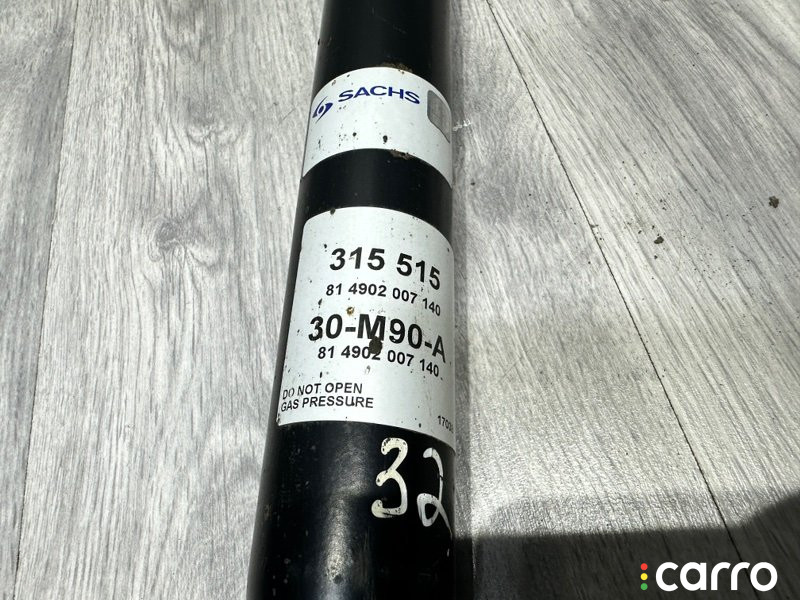 SACHS
315 515
81 4902 007 140
30-M90-A
81 4902 007 140
DO NOT OPEN
GAS PRESSURE
32
carro